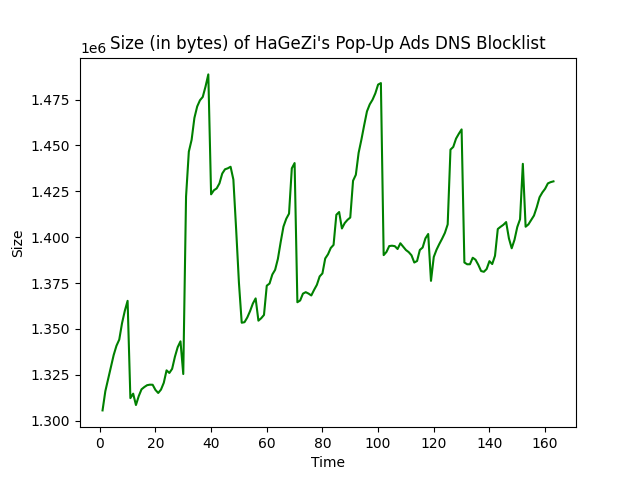 Size (in bytes) of HaGeZi's Pop-Up Ads DNS Blocklist
1e6
1.475
1.450
1.425
1.400
1.375
1.350
1.325
1.300
Size
0 20 40 60 80 100 120 140 160
Time